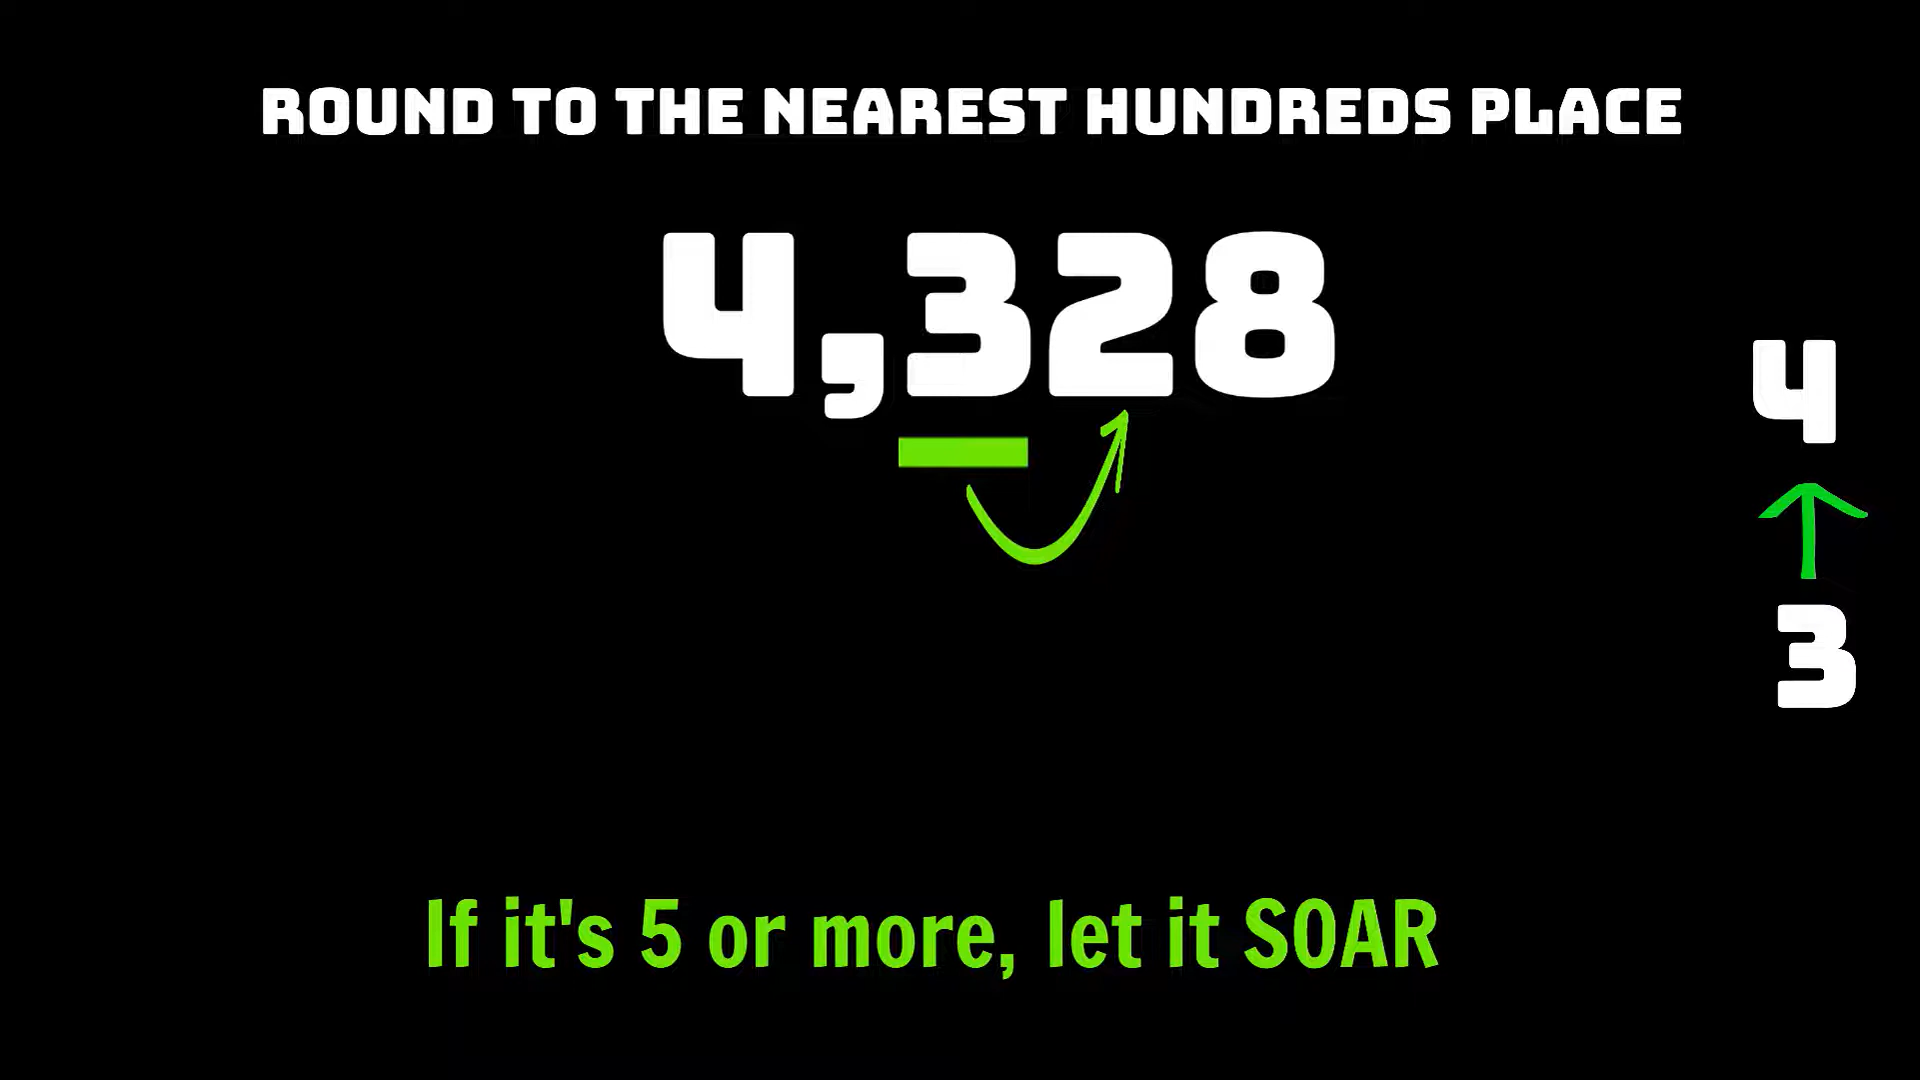 ROUND TO THE NEAREST HUNDREDS PLACE
4,328
4
3
If it's 5 or more, let it SOAR